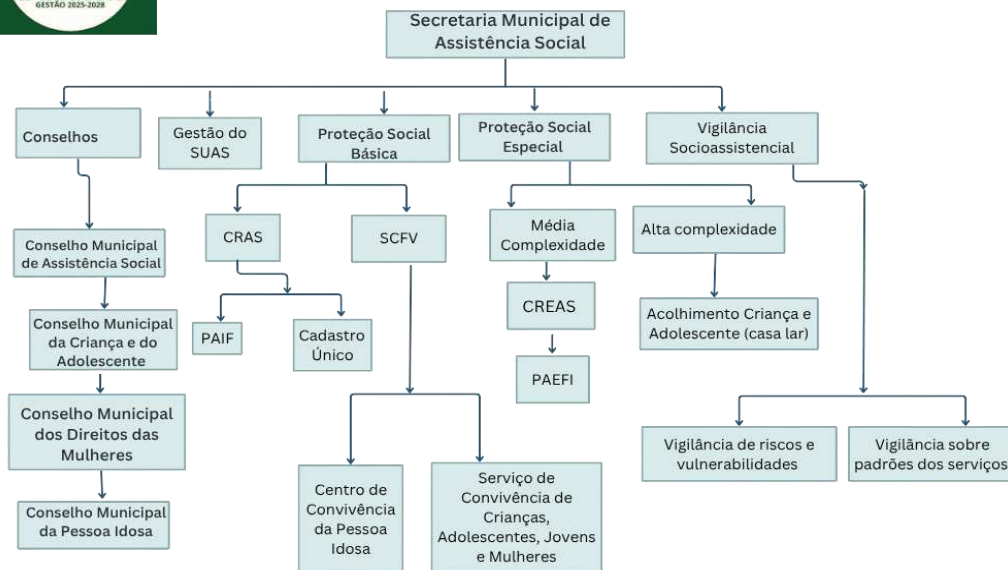 GESTÃO 2025-2028
Secretaria Municipal de
Assistência Social
Conselhos
Gestão do
SUAS
Proteção Social
Básica
Proteção Social
Especial
Vigilância
Socioassistencial
Conselho Municipal
de Assistência Social
Conselho Municipal
da Criança e do
Adolescente
Conselho Municipal
dos Direitos das
Mulheres
Conselho Municipal
da Pessoa Idosa
CRAS
SCFV
PAIF
Cadastro
Único
Centro de
Convivência
da Pessoa
Idosa
Serviço de
Convivência de
Crianças,
Adolescentes, Jovens
e Mulheres
Média
Complexidade
Alta complexidade
CREAS
PAEFI
Acolhimento Criança e
Adolescente (casa lar)
Vigilância de riscos e
vulnerabilidades
Vigilância sobre
padrões dos serviços